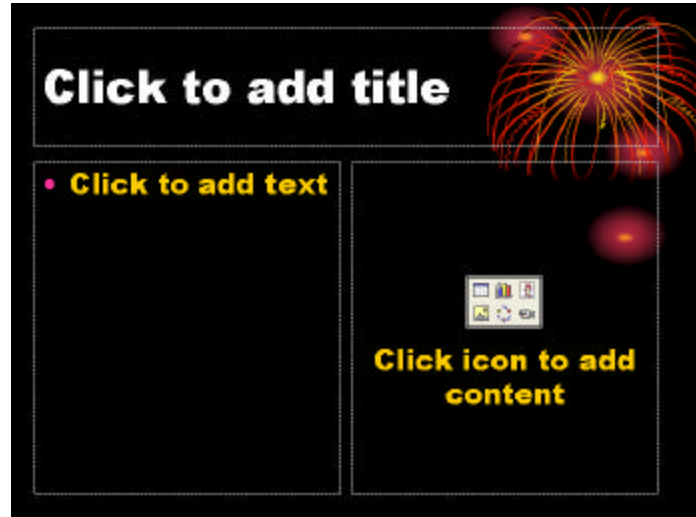 Click to add title
• Click to add text
Click icon to add
content